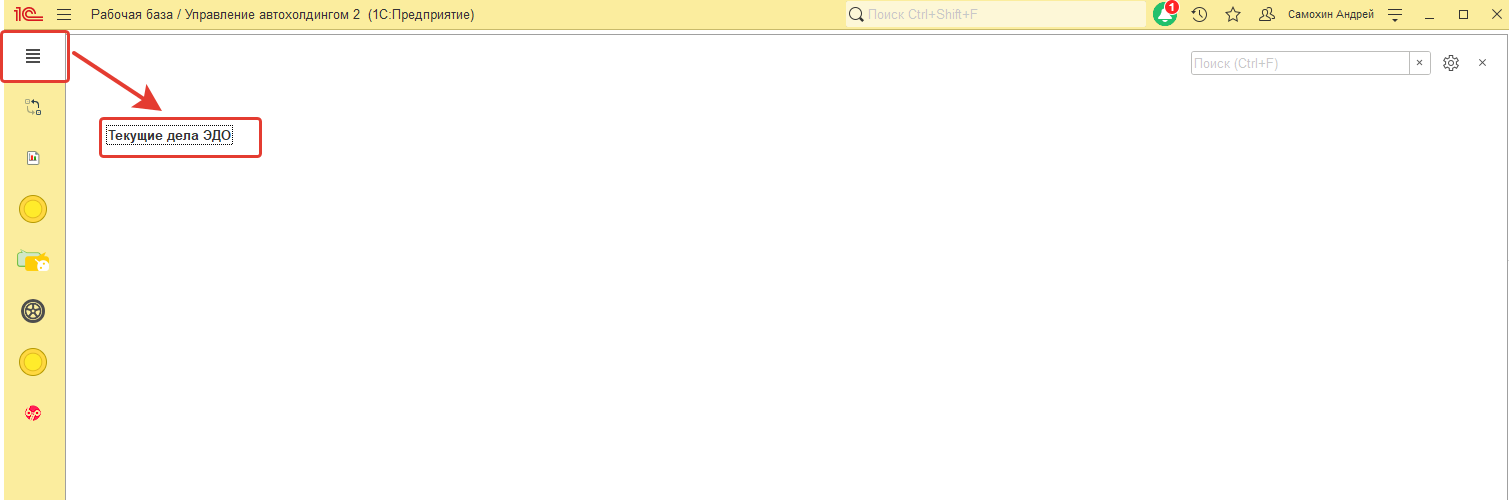 1С Рабочая база / Управление автохолдингом 2 (1С:Предприятие) Поиск Ctrl+Shift+F 1 Самохин Андрей
Поиск (Ctrl+F)
Текущие дела ЭДО